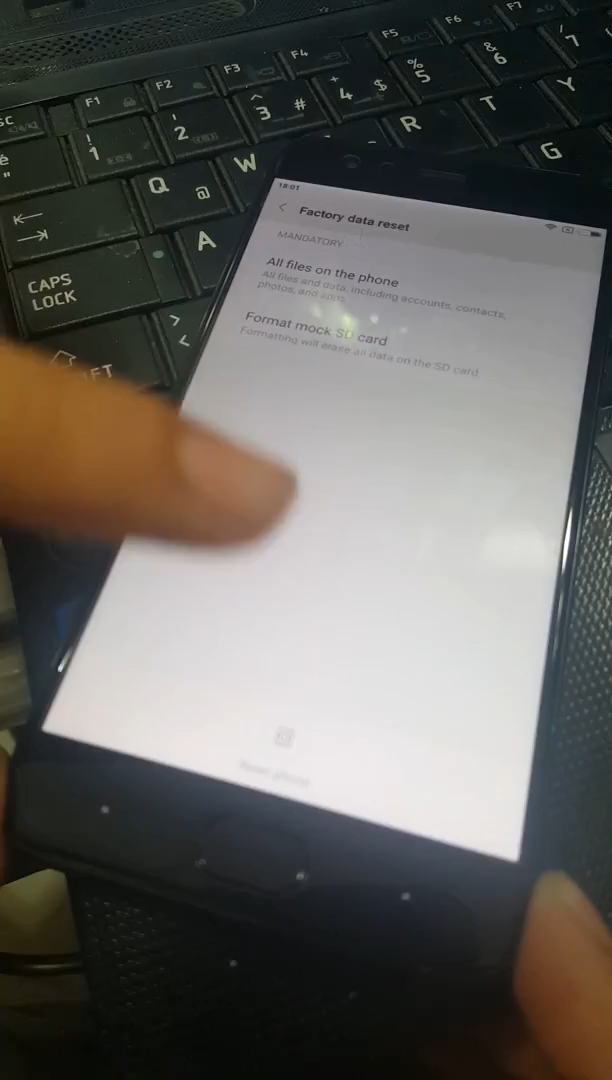 F1
F2
F3
F4
F5
F6
F7
!
1
'
2
^
3 #
+
4 $
%
5
&
6
/
7
é
"
Q @
W
R
T
Y
A
G
CAPS
LOCK
>
<
18:01
Factory data reset
MANDATORY
All files on the phone
All files and data, including accounts, contacts,
photos, and apps
Format mock SD card
Formatting will erase all data on the SD card
Reset phone